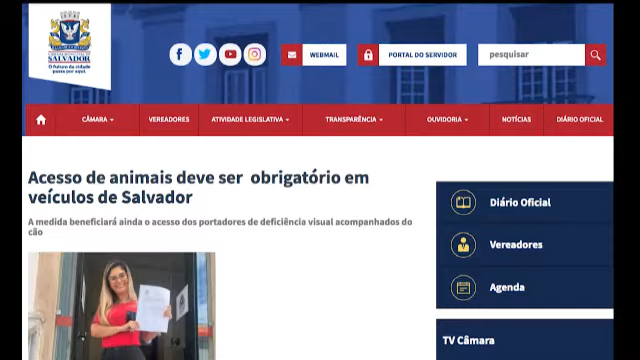 CÂMARA MUNICIPAL DE
SALVADOR
O futuro da cidade
passa por aqui.
WEBMAIL
PORTAL DO SERVIDOR
pesquisar
CÂMARA
VEREADORES
ATIVIDADE LEGISLATIVA
TRANSPARÊNCIA
OUVIDORIA
NOTÍCIAS
DIÁRIO OFICIAL
Acesso de animais deve ser obrigatório em
veículos de Salvador
A medida beneficiará ainda o acesso dos portadores de deficiência visual acompanhados do
cão
Diário Oficial
Vereadores
Agenda
TV Câmara